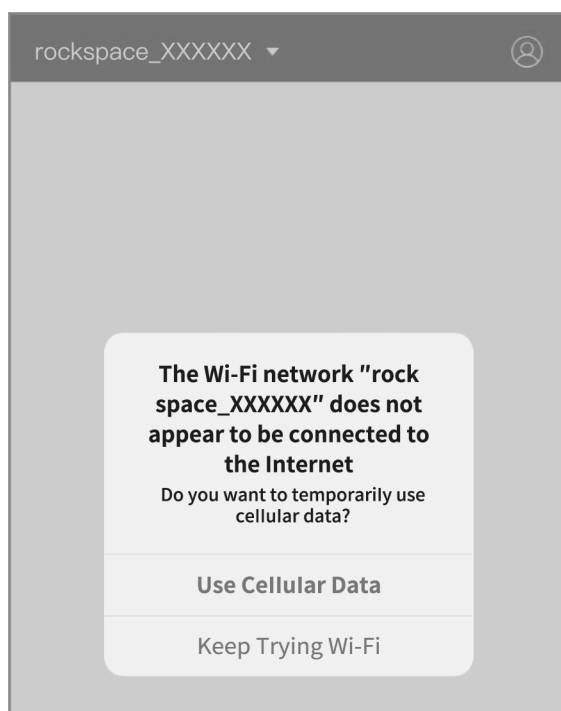 rockspace_XXXXXX
The Wi-Fi network "rock
space_XXXXXX" does not
appear to be connected to
the Internet
Do you want to temporarily use
cellular data?
Use Cellular Data
Keep Trying Wi-Fi